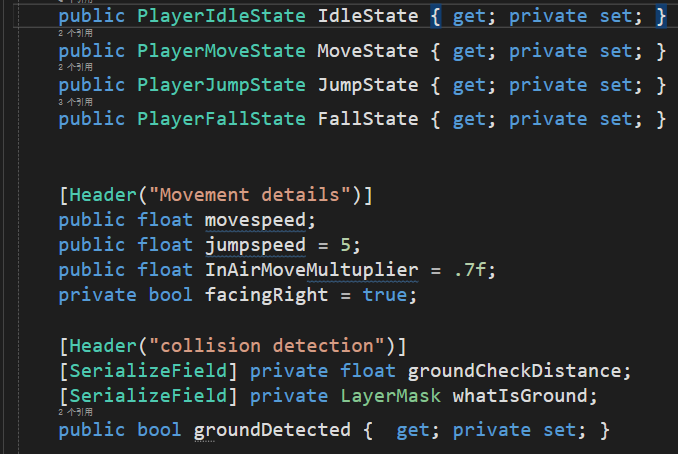 public PlayerIdleState IdleState { get; private set; }
2 个引用
public PlayerMoveState MoveState { get; private set; }
2 个引用
public PlayerJumpState JumpState { get; private set; }
3 个引用
public PlayerFallState FallState { get; private set; }
[Header("Movement details")]
public float movespeed;
public float jumpspeed = 5;
public float InAirMoveMultuplier = .7f;
private bool facingRight = true;
[Header("collision detection")]
[SerializeField] private float groundCheckDistance;
[SerializeField] private LayerMask whatIsGround;
2 个引用
public bool groundDetected {  get; private set; }